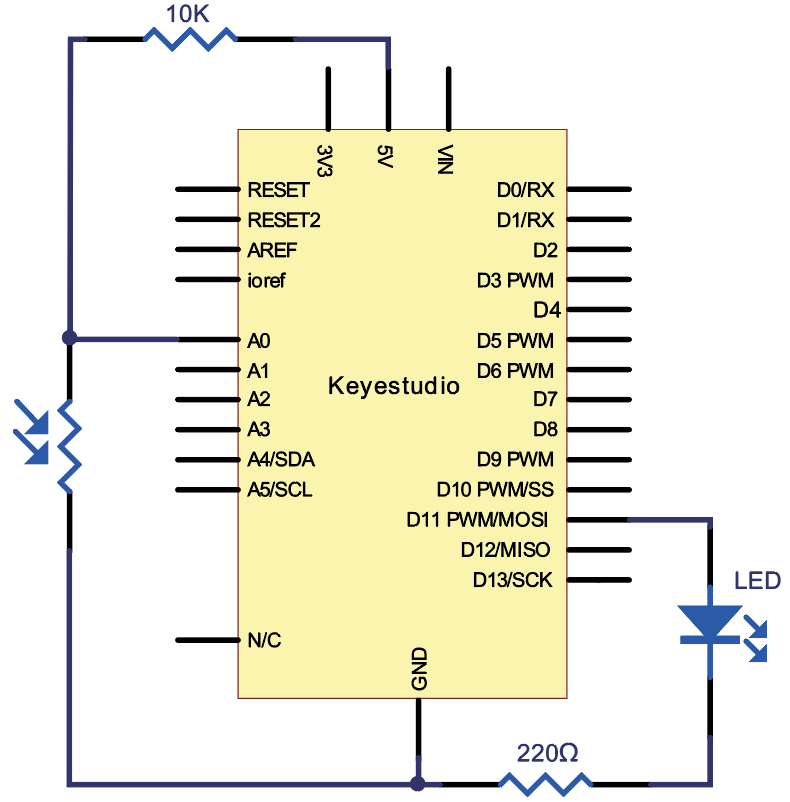 10K
3V3
5V
VIN
RESET
D0/RX
RESET2
D1/RX
AREF
D2
ioref
D3 PWM
D4
A0
D5 PWM
A1
D6 PWM
Keyestudio
A2
D7
A3
D8
A4/SDA
D9 PWM
A5/SCL
D10 PWM/SS
D11 PWM/MOSI
D12/MISO
D13/SCK
LED
N/C
GND
220Ω